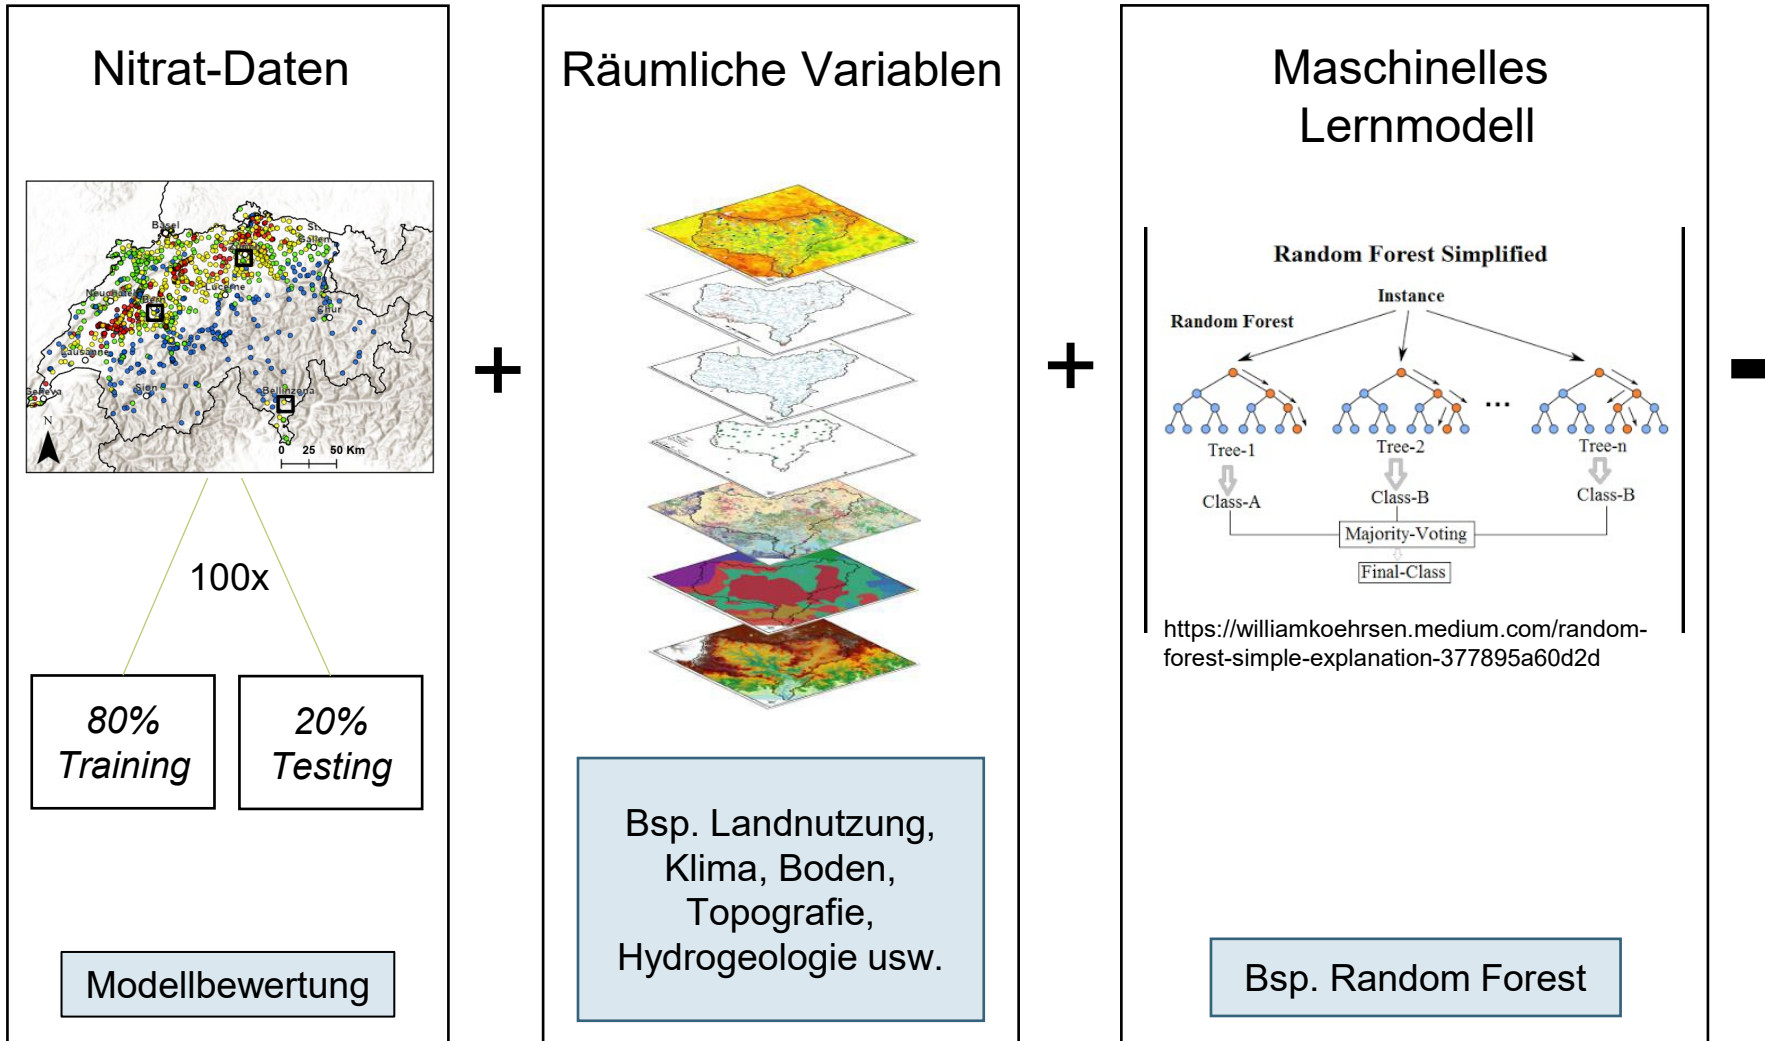 Nitrat-Daten
Basel
St.
Gallen
Neuchatel
Bern
Lucerne
Chur
Lausanne
Sion
Bellinzona
Geneva
N
0 25 50 Km
100x
80%
Training
20%
Testing
Modellbewertung
+
Räumliche Variablen
Bsp. Landnutzung,
Klima, Boden,
Topografie,
Hydrogeologie usw.
+
Maschinelles
Lernmodell
Random Forest Simplified
Instance
Random Forest
...
Tree-1
Tree-2
Tree-n
Class-A
Class-B
Class-B
Majority-Voting
Final-Class
https://williamkoehrsen.medium.com/random-
forest-simple-explanation-377895a60d2d
Bsp. Random Forest